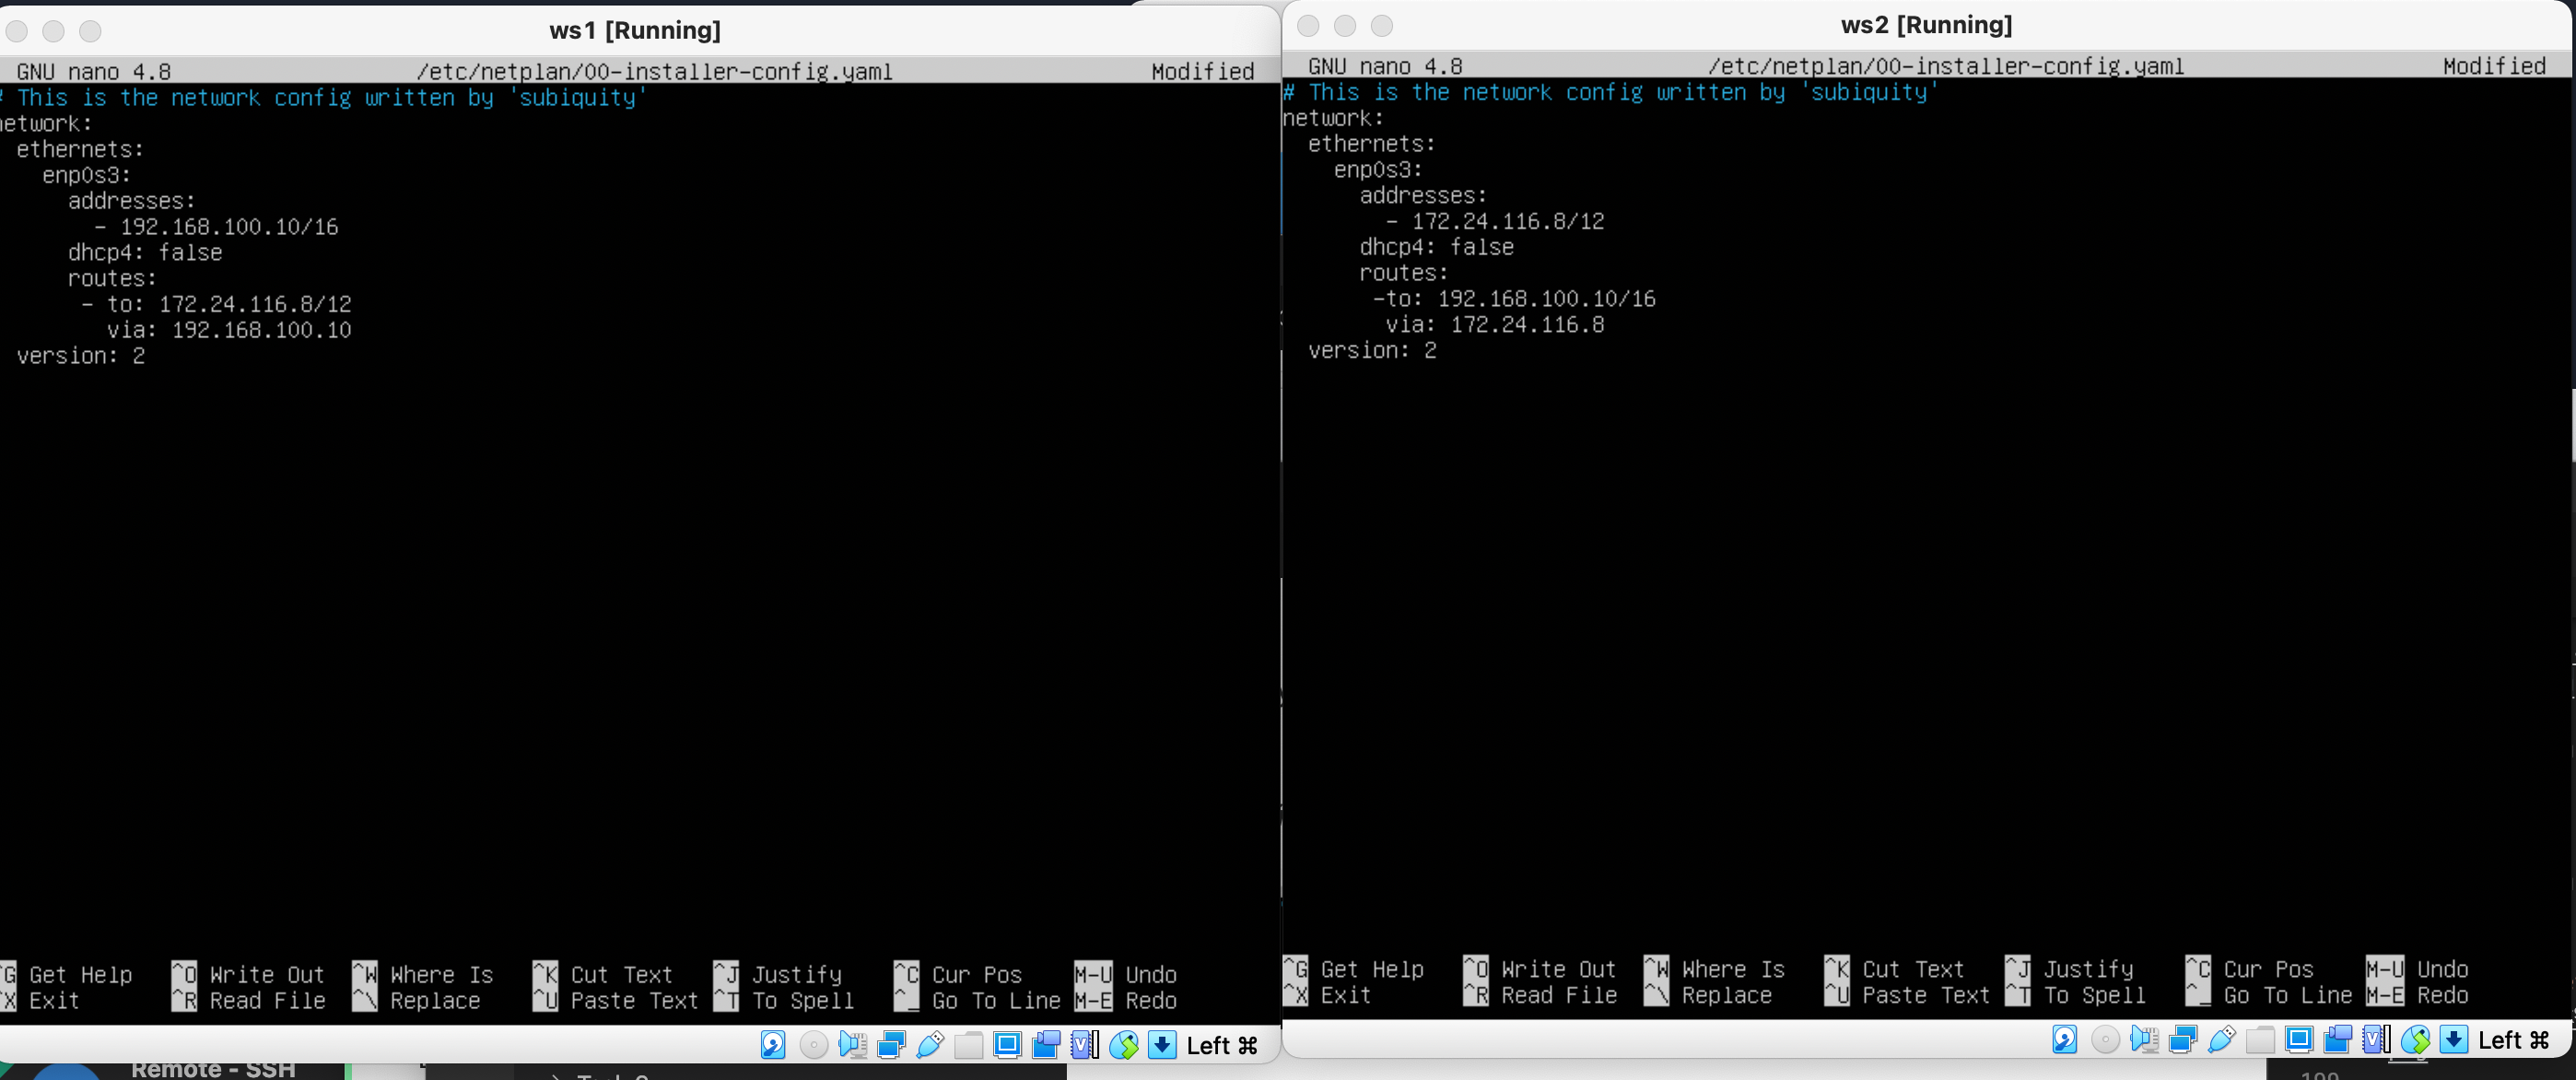 ws1 [Running]
GNU nano 4.8 /etc/netplan/00-installer-config.yaml Modified
# This is the network config written by 'subiquity'
network:
  ethernets:
    enp0s3:
      addresses:
        - 192.168.100.10/16
      dhcp4: false
      routes:
       - to: 172.24.116.8/12
         via: 192.168.100.10
  version: 2
^G Get Help ^O Write Out ^W Where Is ^K Cut Text ^J Justify ^C Cur Pos M-U Undo
^X Exit ^R Read File ^\ Replace ^U Paste Text ^T To Spell ^_ Go To Line M-E Redo
Left ⌘
ws2 [Running]
GNU nano 4.8 /etc/netplan/00-installer-config.yaml Modified
# This is the network config written by 'subiquity'
network:
  ethernets:
    enp0s3:
      addresses:
        - 172.24.116.8/12
      dhcp4: false
      routes:
       -to: 192.168.100.10/16
        via: 172.24.116.8
  version: 2
^G Get Help ^O Write Out ^W Where Is ^K Cut Text ^J Justify ^C Cur Pos M-U Undo
^X Exit ^R Read File ^\ Replace ^U Paste Text ^T To Spell ^_ Go To Line M-E Redo
Left ⌘
Remote - SSH